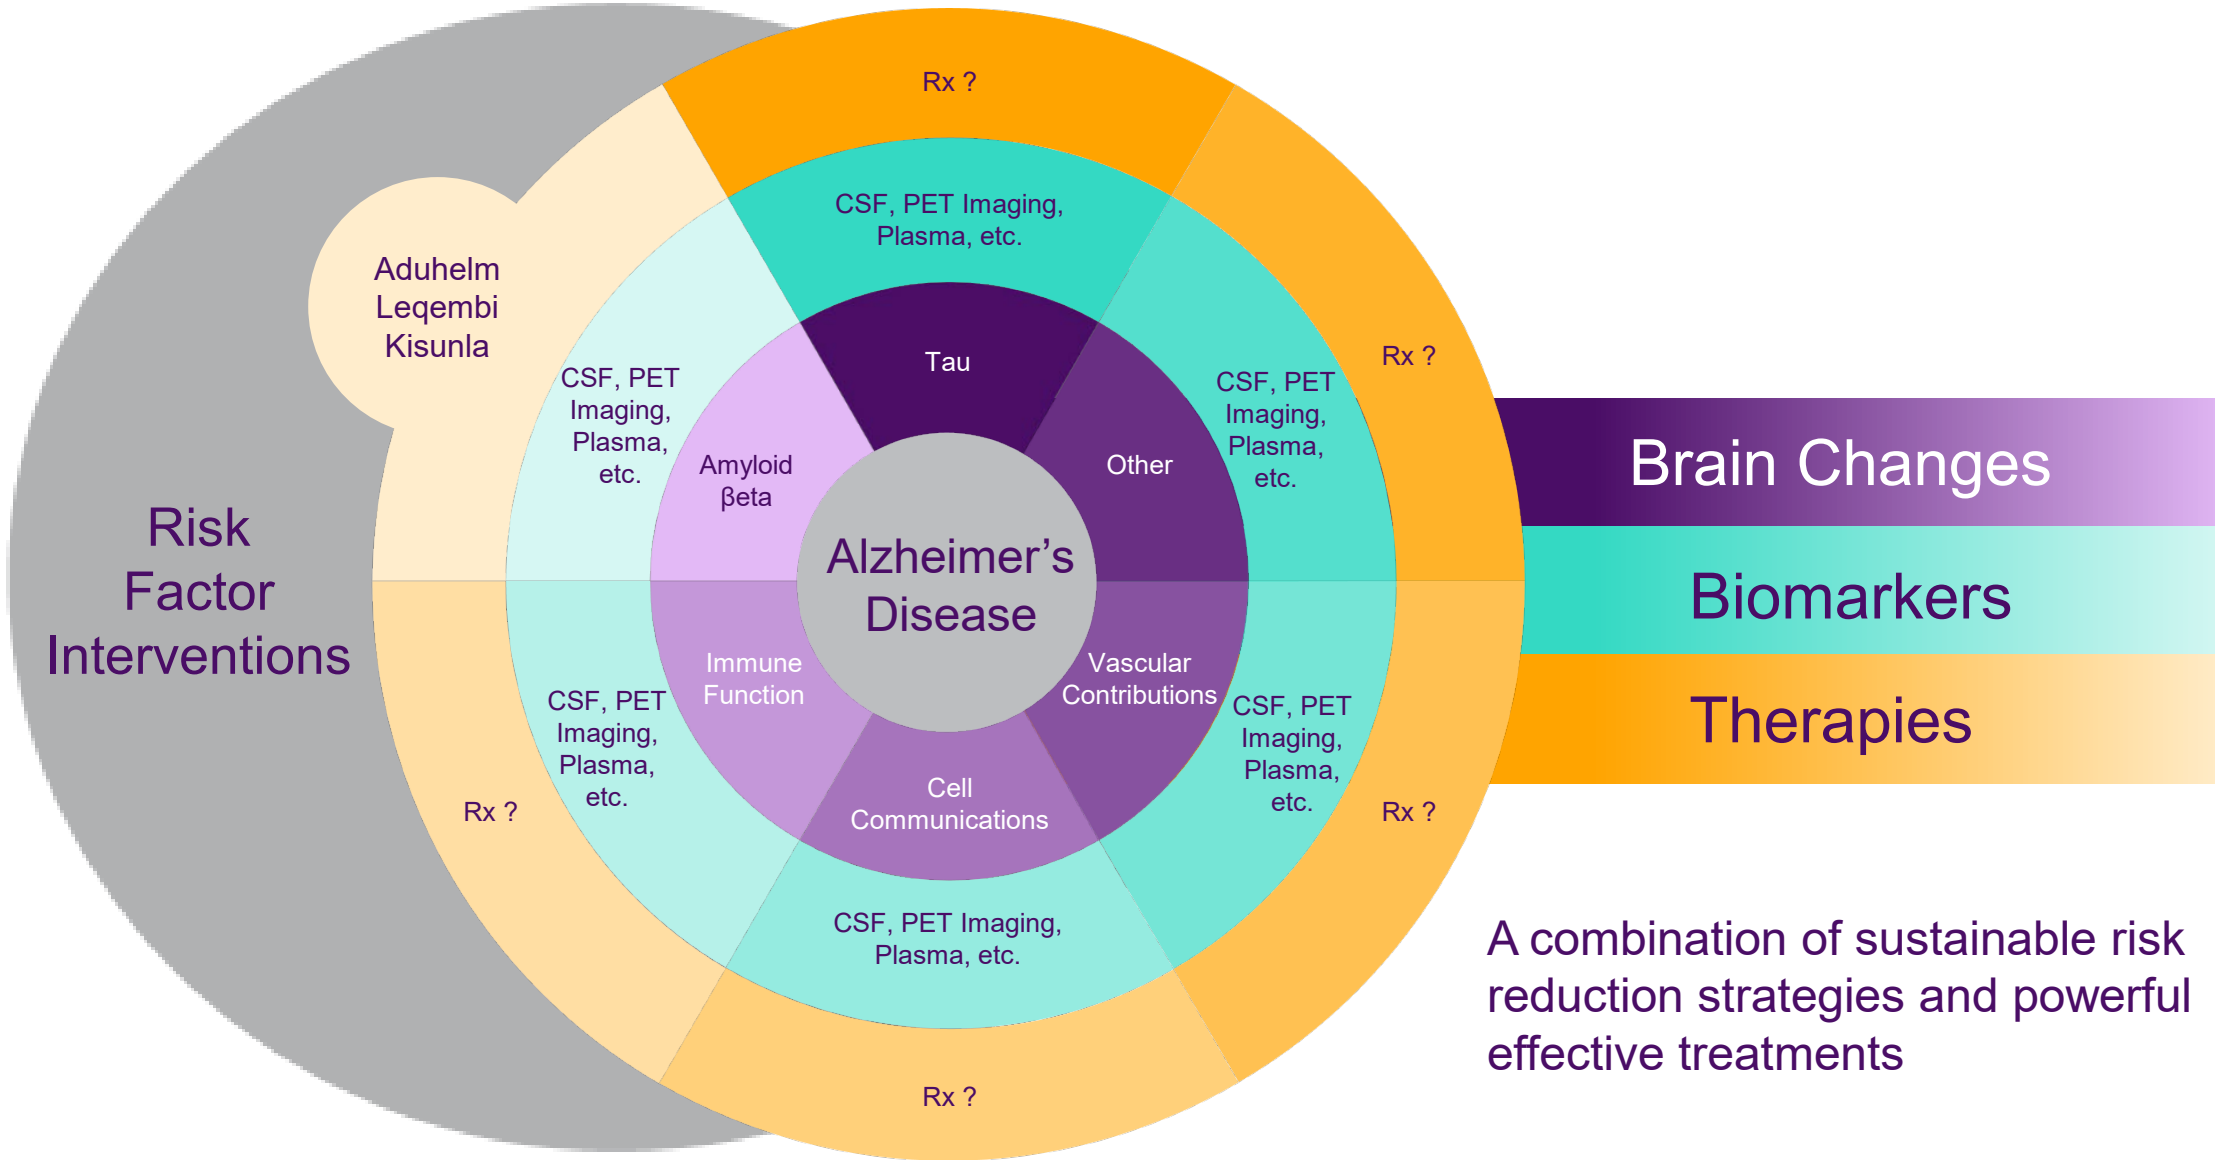 Rx ?
CSF, PET Imaging,
Plasma, etc.
Tau
Rx ?
CSF, PET
Imaging,
Plasma,
etc.
Other
Rx ?
CSF, PET
Imaging,
Plasma,
etc.
Vascular
Contributions
Rx ?
CSF, PET Imaging,
Plasma, etc.
Cell
Communications
Rx ?
CSF, PET
Imaging,
Plasma,
etc.
Immune
Function
Aduhelm
Leqembi
Kisunla
CSF, PET
Imaging,
Plasma,
etc.
Amyloid
βeta
Alzheimer’s
Disease
Risk
Factor
Interventions
Brain Changes
Biomarkers
Therapies
A combination of sustainable risk
reduction strategies and powerful
effective treatments